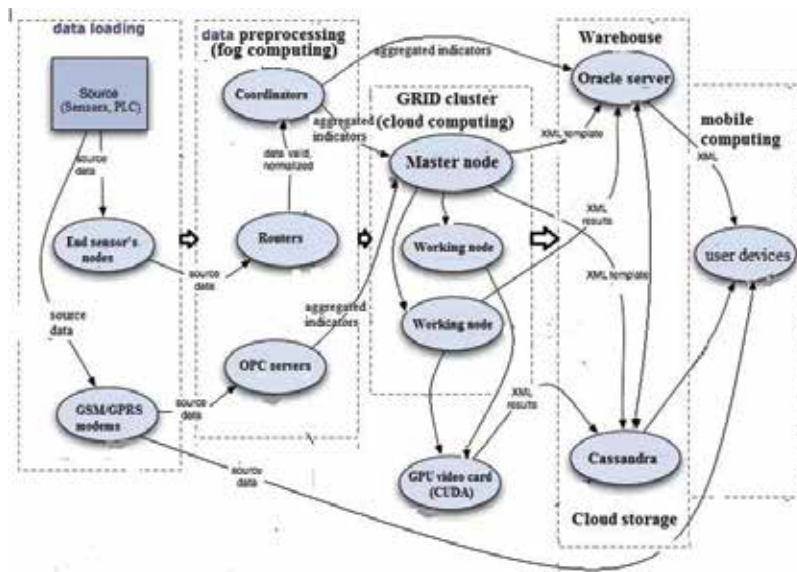 data loading
Source
(Sensors, PLC)
source
data
End sensor's
nodes
source
data
GSM/GPRS
modems
data preprocessing
(fog computing)
Coordinators
data valid,
normalized
Routers
source
data
OPC servers
source
data
source
data
aggregated indicators
aggregated
indicators
aggregated
indicators
GRID cluster
(cloud computing)
Master node
Working node
Working node
GPU video card
(CUDA)
XML template
XML
results
XML template
XML
results
Warehouse
Oracle server
Cassandra
Cloud storage
mobile
computing
XML
user devices